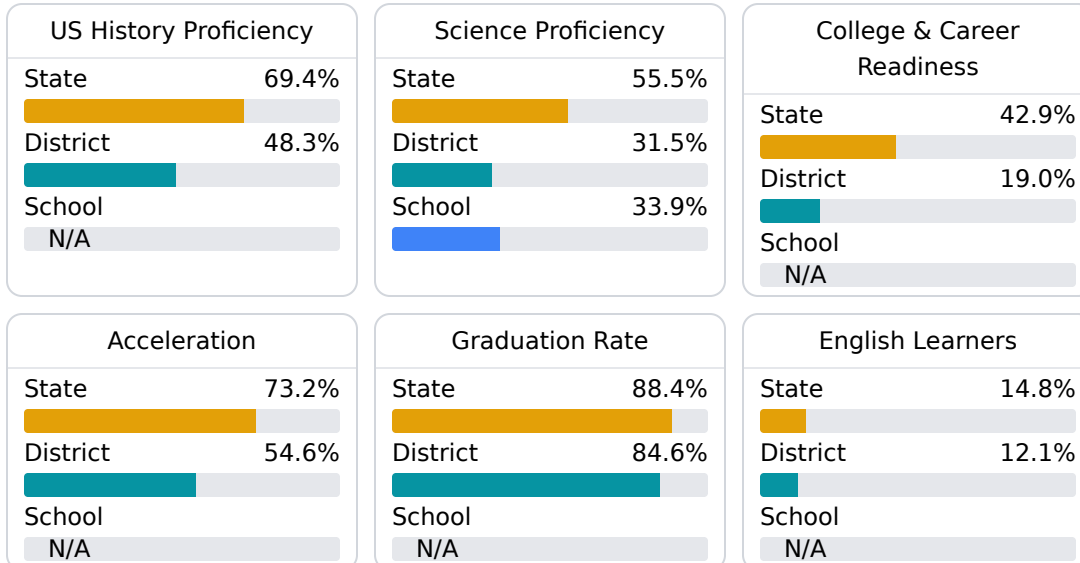 US History Proficiency
State 69.4%
District 48.3%
School
N/A
Science Proficiency
State 55.5%
District 31.5%
School 33.9%
College & Career
Readiness
State 42.9%
District 19.0%
School
N/A
Acceleration
State 73.2%
District 54.6%
School
N/A
Graduation Rate
State 88.4%
District 84.6%
School
N/A
English Learners
State 14.8%
District 12.1%
School
N/A